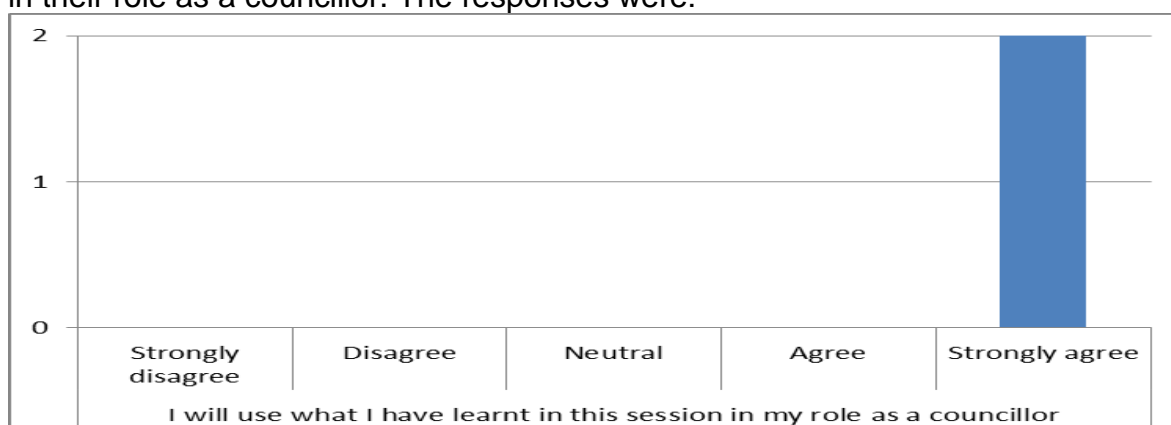 in their role as a councillor. The responses were:
2
1
0
Strongly disagree
Disagree
Neutral
Agree
Strongly agree
I will use what I have learnt in this session in my role as a councillor